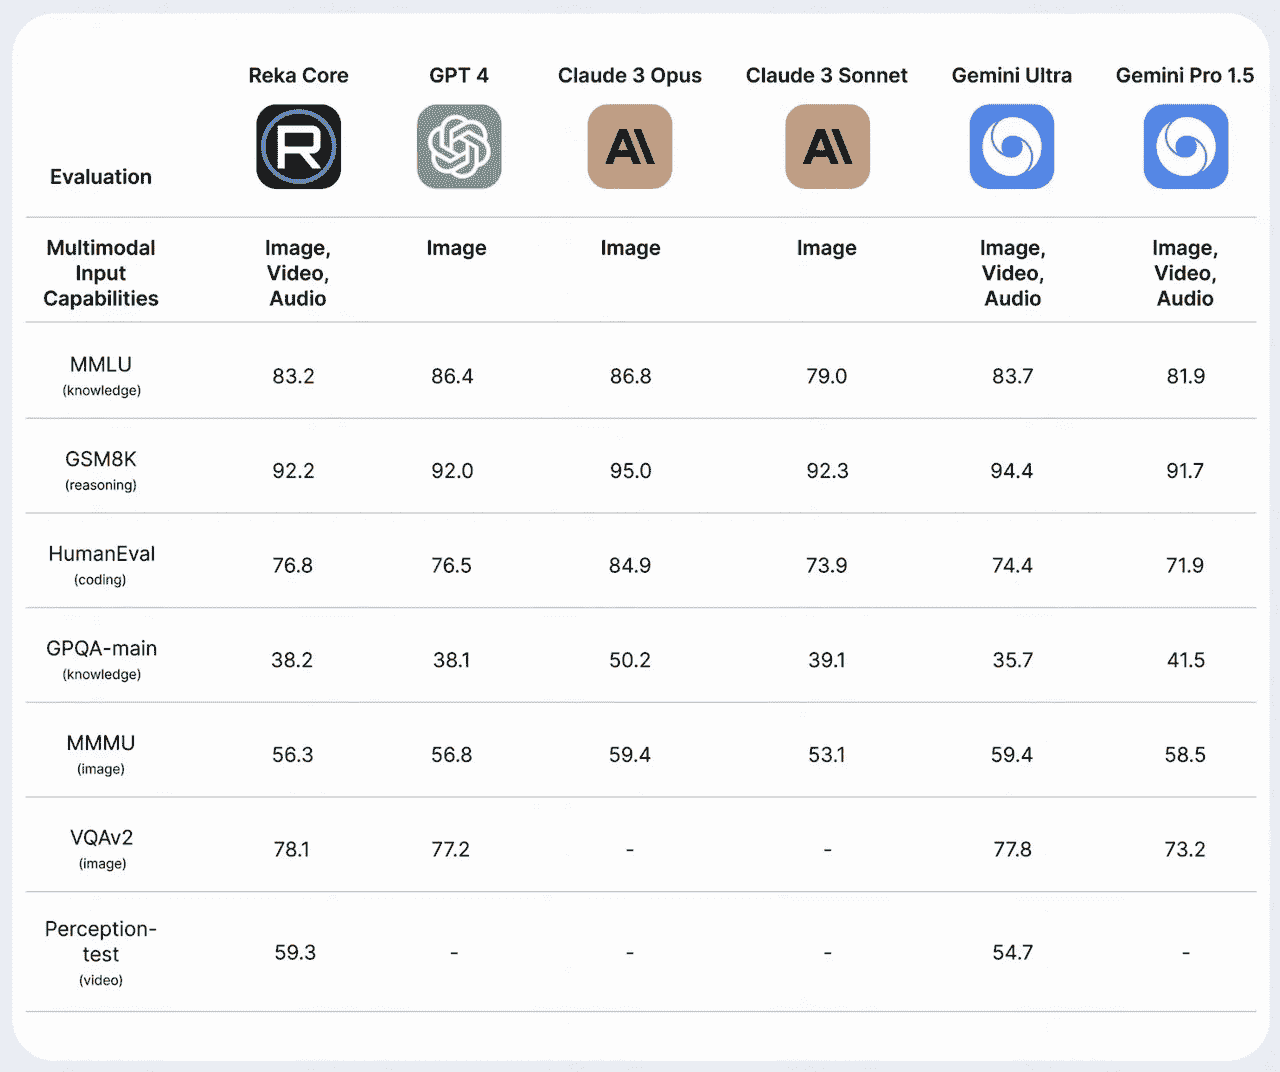 Reka Core GPT 4 Claude 3 Opus Claude 3 Sonnet Gemini Ultra Gemini Pro 1.5
R A\ A\
Evaluation
Multimodal Image, Image Image Image Image, Image,
Input Video, Video, Video,
Capabilities Audio Audio Audio
MMLU
(knowledge) 83.2 86.4 86.8 79.0 83.7 81.9
GSM8K
(reasoning) 92.2 92.0 95.0 92.3 94.4 91.7
HumanEval
(coding) 76.8 76.5 84.9 73.9 74.4 71.9
GPQA-main
(knowledge) 38.2 38.1 50.2 39.1 35.7 41.5
MMMU
(image) 56.3 56.8 59.4 53.1 59.4 58.5
VQAv2
(image) 78.1 77.2 - - 77.8 73.2
Perception-
test 59.3 - - - 54.7 -
(video)